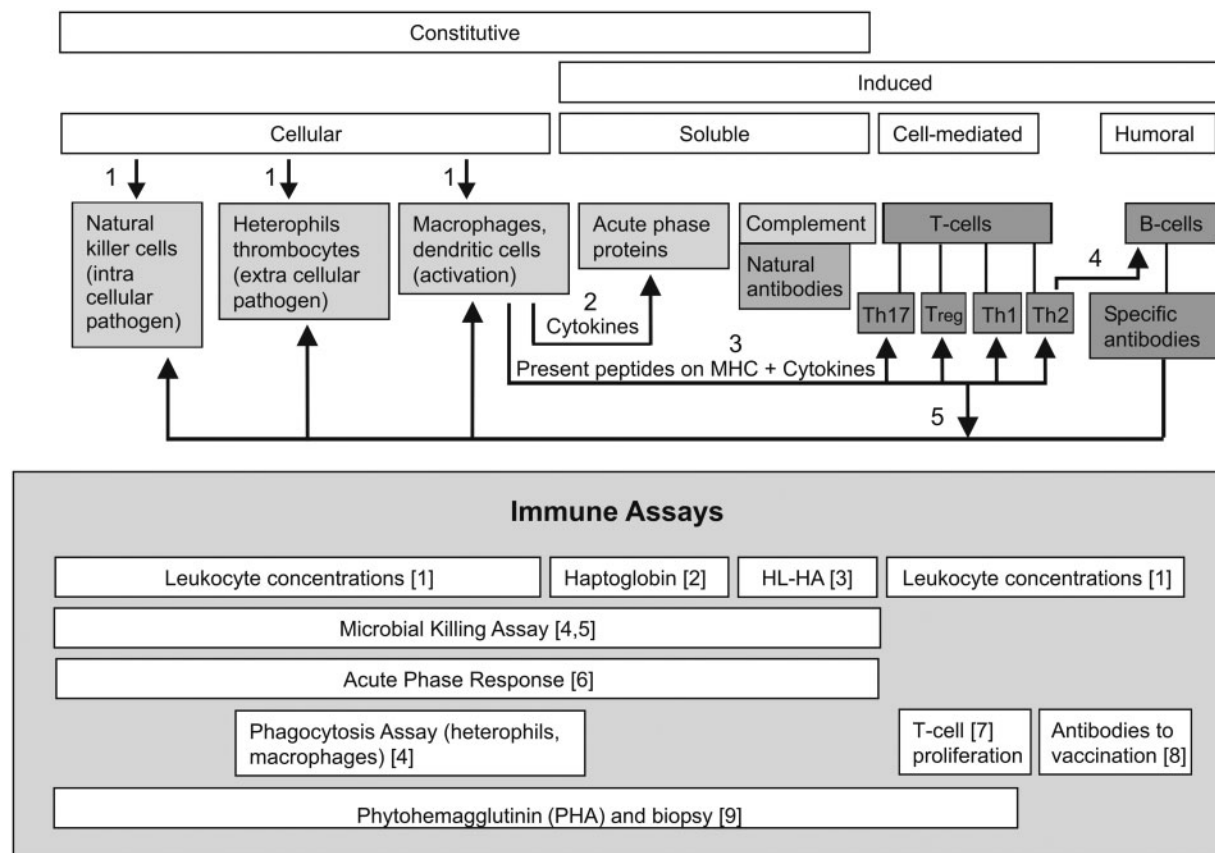 Constitutive
Induced
Cellular
Soluble
Cell-mediated
Humoral
1
1
1
Natural
killer cells
(intra
cellular
pathogen)
Heterophils
thrombocytes
(extra cellular
pathogen)
Macrophages,
dendritic cells
(activation)
Acute phase
proteins
Complement
Natural
antibodies
T-cells
B-cells
4
2
Cytokines
Th17
Treg
Th1
Th2
Specific
antibodies
3
Present peptides on MHC + Cytokines
5
Immune Assays
Leukocyte concentrations [1]
Haptoglobin [2]
HL-HA [3]
Leukocyte concentrations [1]
Microbial Killing Assay [4,5]
Acute Phase Response [6]
Phagocytosis Assay (heterophils,
macrophages) [4]
T-cell [7]
proliferation
Antibodies to
vaccination [8]
Phytohemagglutinin (PHA) and biopsy [9]